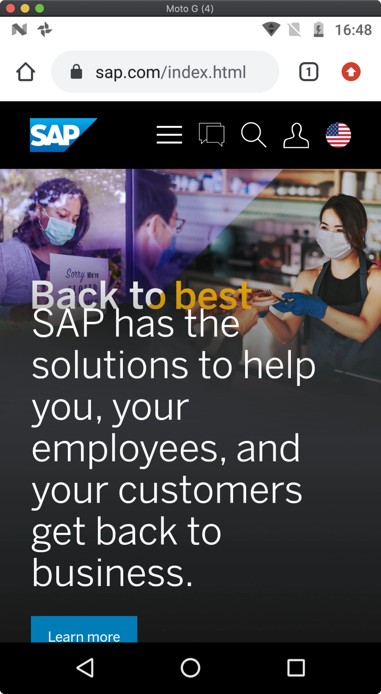 Moto G (4)
16:48
sap.com/index.html
1
SAP
Sorry We're
Back to best
SAP has the
solutions to help
you, your
employees, and
your customers
get back to
business.
Learn more